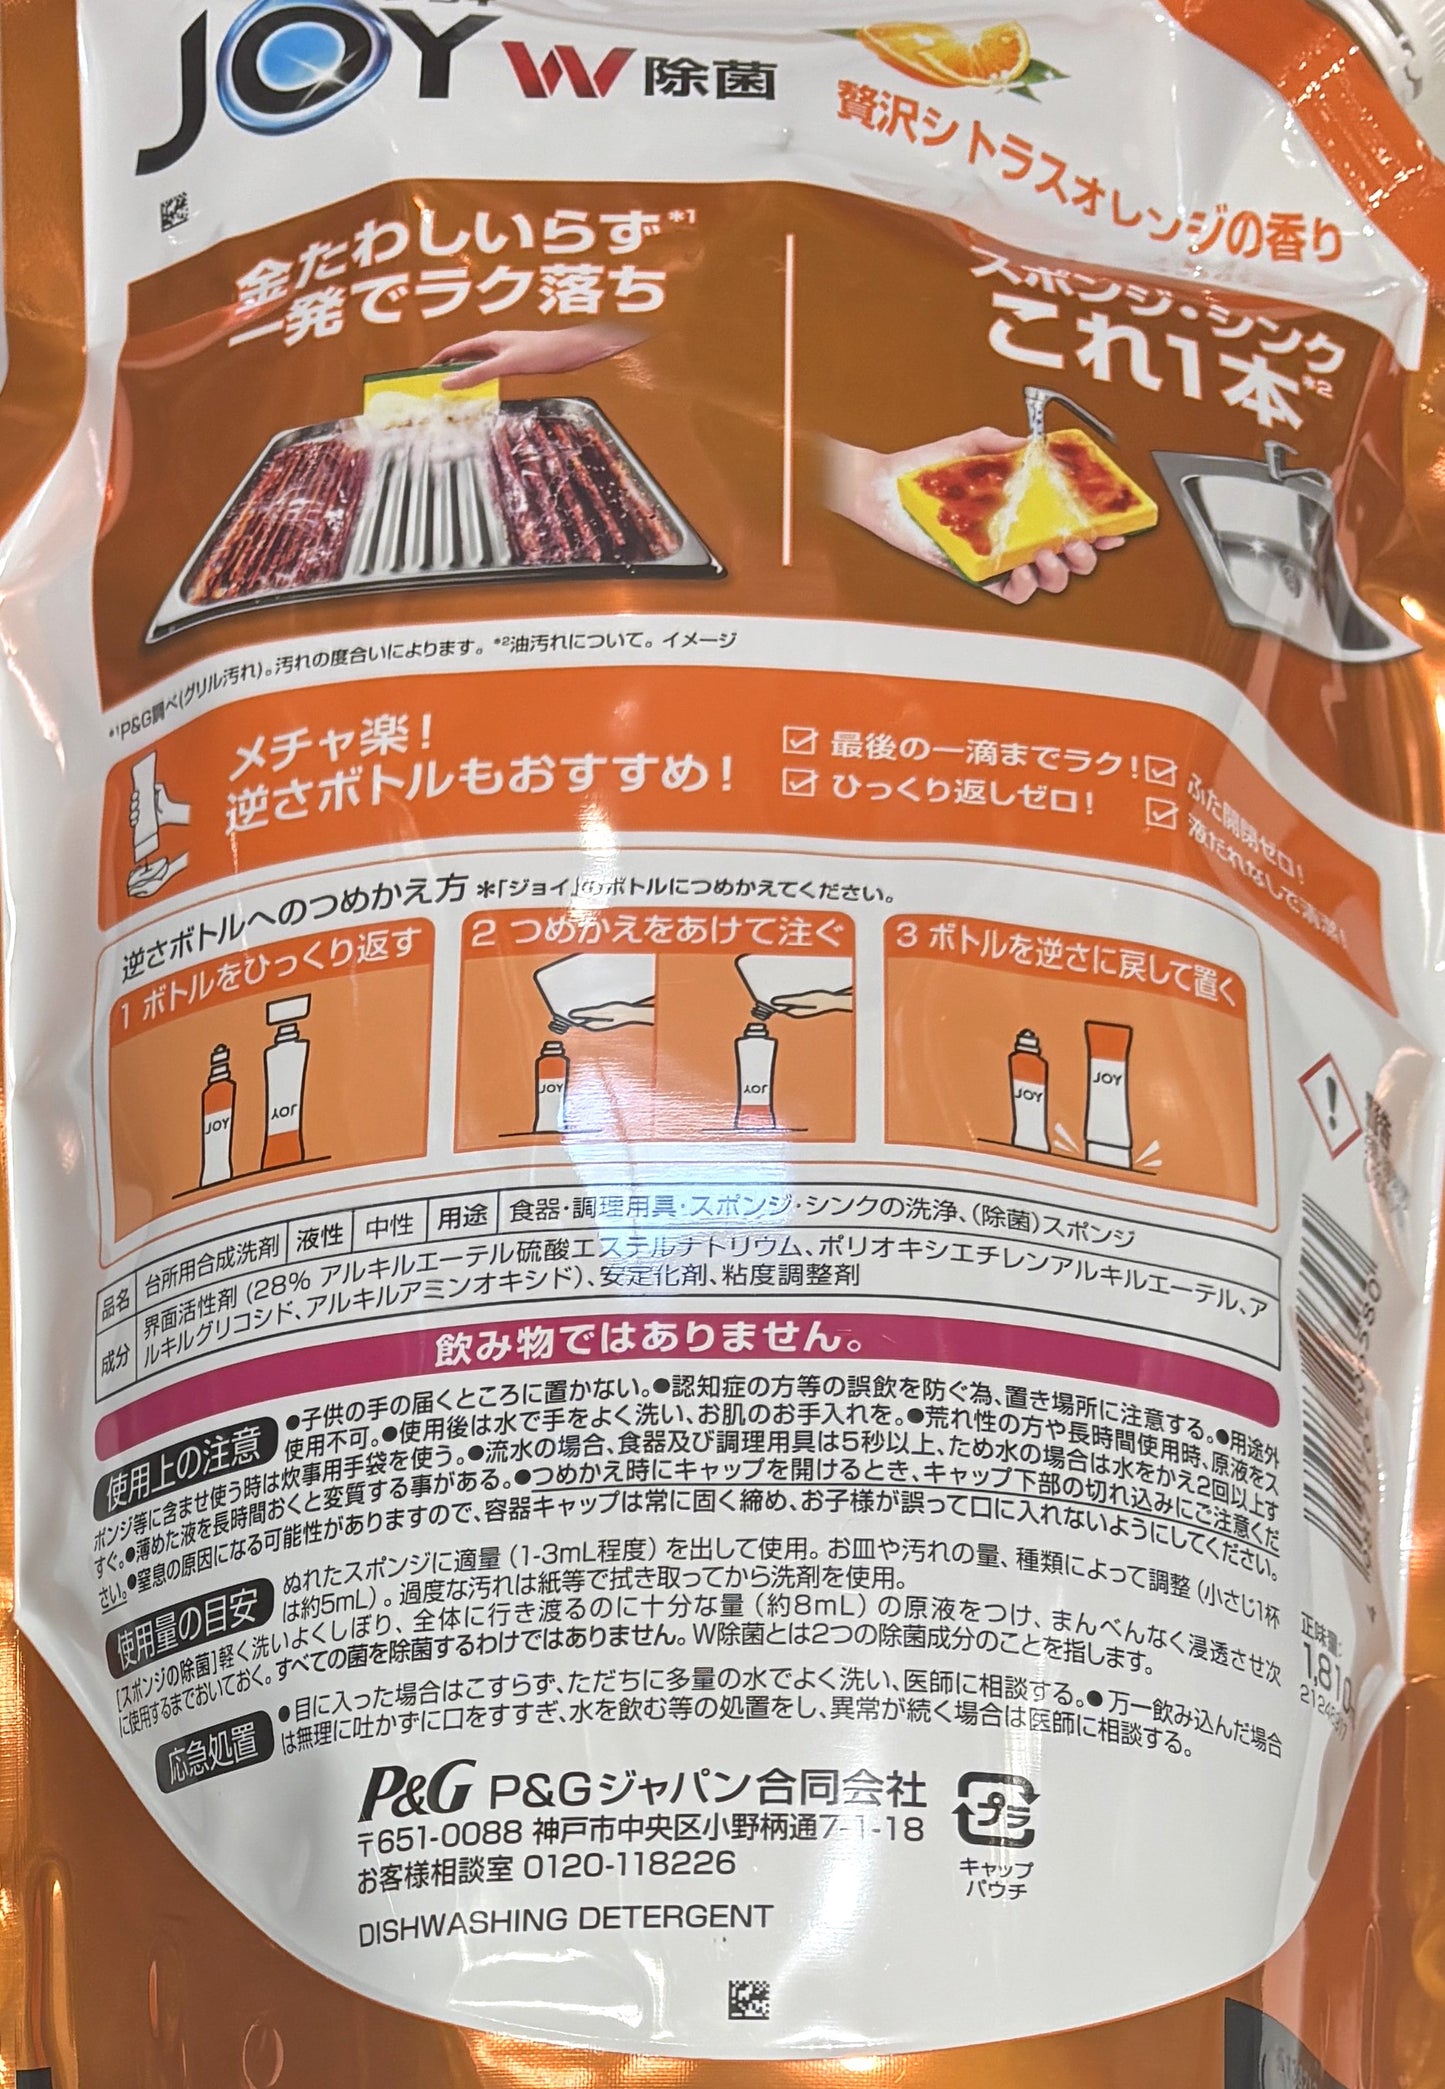 JOY W 除菌
贅沢シトラスオレンジの香り
金たわしいらず*1
一発でラク落ち
スポンジ・シンク
これ1本*2
*1P&G調べ(グリル汚れ)。汚れの度合いによります。*2油汚れについて。イメージ
メチャ楽!
逆さボトルもおすすめ!
最後の一滴までラク!
ひっくり返しゼロ!
ふた開閉ゼロ!
液だれなしで清潔!
逆さボトルへのつめかえ方 *「ジョイ」のボトルにつめかえてください。
1 ボトルをひっくり返す
2 つめかえをあけて注ぐ
3 ボトルを逆さに戻して置く
JOY
JOY
JOY
JOY
JOY
JOY
品名 台所用合成洗剤 液性 中性 用途 食器・調理用具・スポンジ・シンクの洗浄、(除菌)スポンジ
成分 界面活性剤(28% アルキルエーテル硫酸エステルナトリウム、ポリオキシエチレンアルキルエーテル、ア
ルキルグリコシド、アルキルアミンオキシド)、安定化剤、粘度調整剤
飲み物ではありません。
使用上の注意 ●子供の手の届くところに置かない。●認知症の方等の誤飲を防ぐ為、置き場所に注意する。●用途外
使用不可。●使用後は水で手をよく洗い、お肌のお手入れを。●荒れ性の方や長時間使用時、原液をス
ポンジ等に含ませ使う時は炊事用手袋を使う。●流水の場合、食器及び調理用具は5秒以上、ため水の場合は水をかえ2回以上す
すぐ。●薄めた液を長時間おくと変質する事がある。●つめかえ時にキャップを開けるとき、キャップ下部の切れ込みにご注意くだ
さい。●窒息の原因になる可能性がありますので、容器キャップは常に固く締め、お子様が誤って口に入れないようにしてください。
使用量の目安 ぬれたスポンジに適量(1-3mL程度)を出して使用。お皿や汚れの量、種類によって調整(小さじ1杯
は約5mL)。過度な汚れは紙等で拭き取ってから洗剤を使用。
[スポンジの除菌]軽く洗いよくしぼり、全体に行き渡るのに十分な量(約8mL)の原液をつけ、まんべんなく浸透させ次
に使用するまでおいておく。すべての菌を除菌するわけではありません。W除菌とは2つの除菌成分のことを指します。
応急処置 ●目に入った場合はこすらず、ただちに多量の水でよく洗い、医師に相談する。●万一飲み込んだ場合
は無理に吐かずに口をすすぎ、水を飲む等の処置をし、異常が続く場合は医師に相談する。
P&G P&Gジャパン合同会社
〒651-0088 神戸市中央区小野柄通7-1-18
お客様相談室 0120-118226
DISHWASHING DETERGENT
プラ
キャップ
パウチ
正味量:
1,810